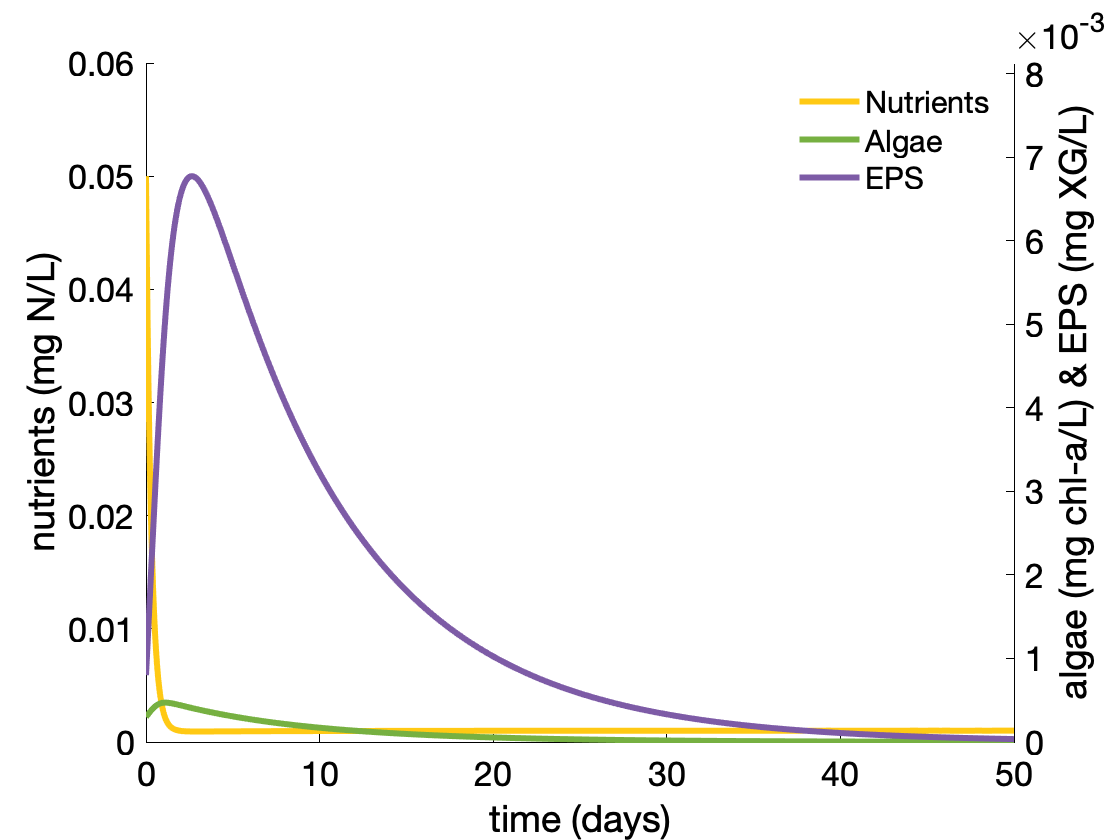 ×10⁻³
0.06
0.05
0.04
0.03
0.02
0.01
0
nutrients (mg N/L)
Nutrients
Algae
EPS
8
7
6
5
4
3
2
1
0
algae (mg chl-a/L) & EPS (mg XG/L)
0 10 20 30 40 50
time (days)